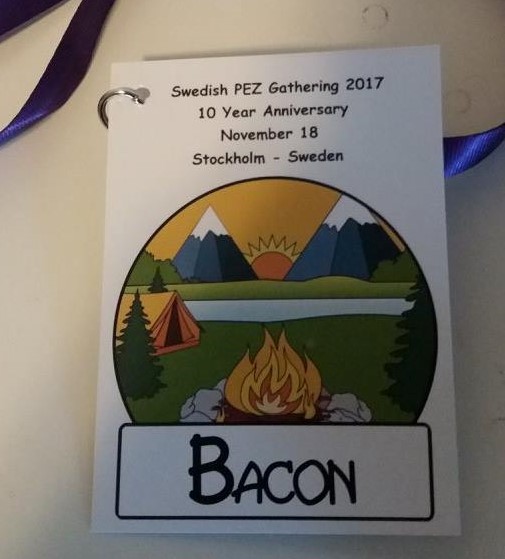 Swedish PEZ Gathering 2017
10 Year Anniversary
November 18
Stockholm - Sweden
BACON